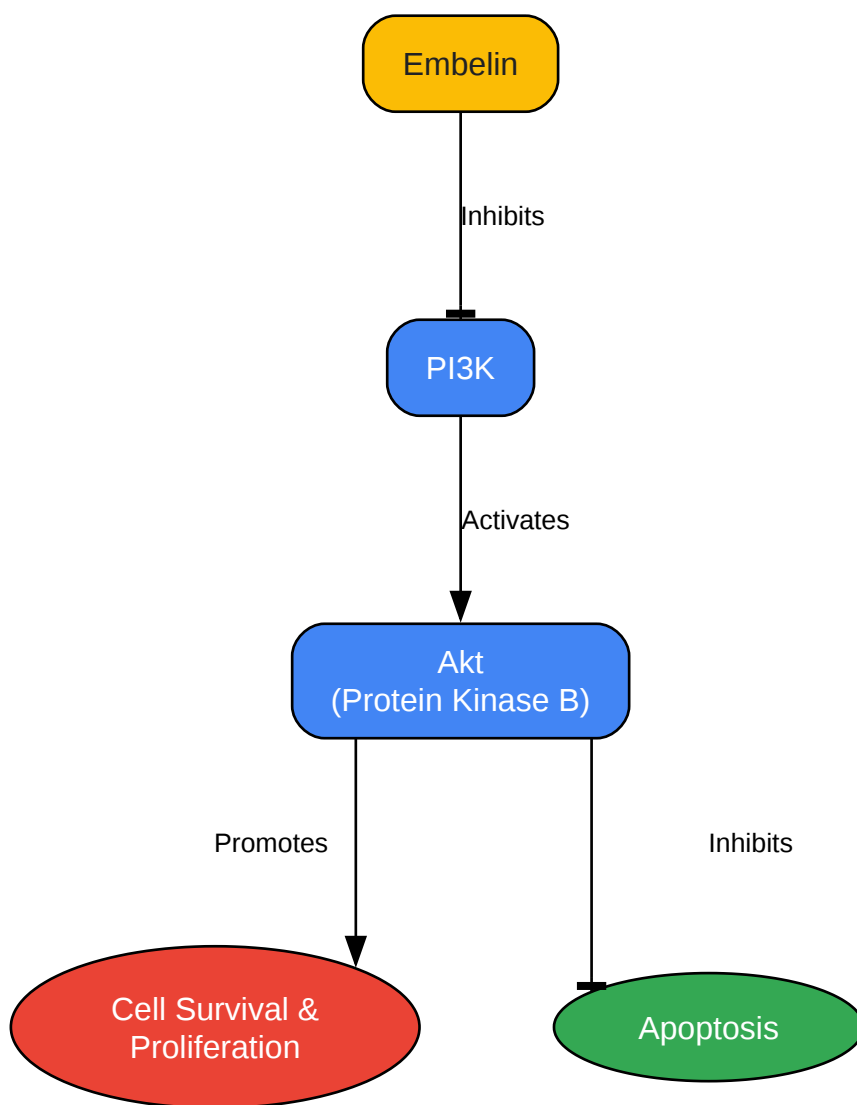 Embelin
Inhibits
PI3K
Activates
Akt
(Protein Kinase B)
Promotes
Inhibits
Cell Survival &
Proliferation
Apoptosis